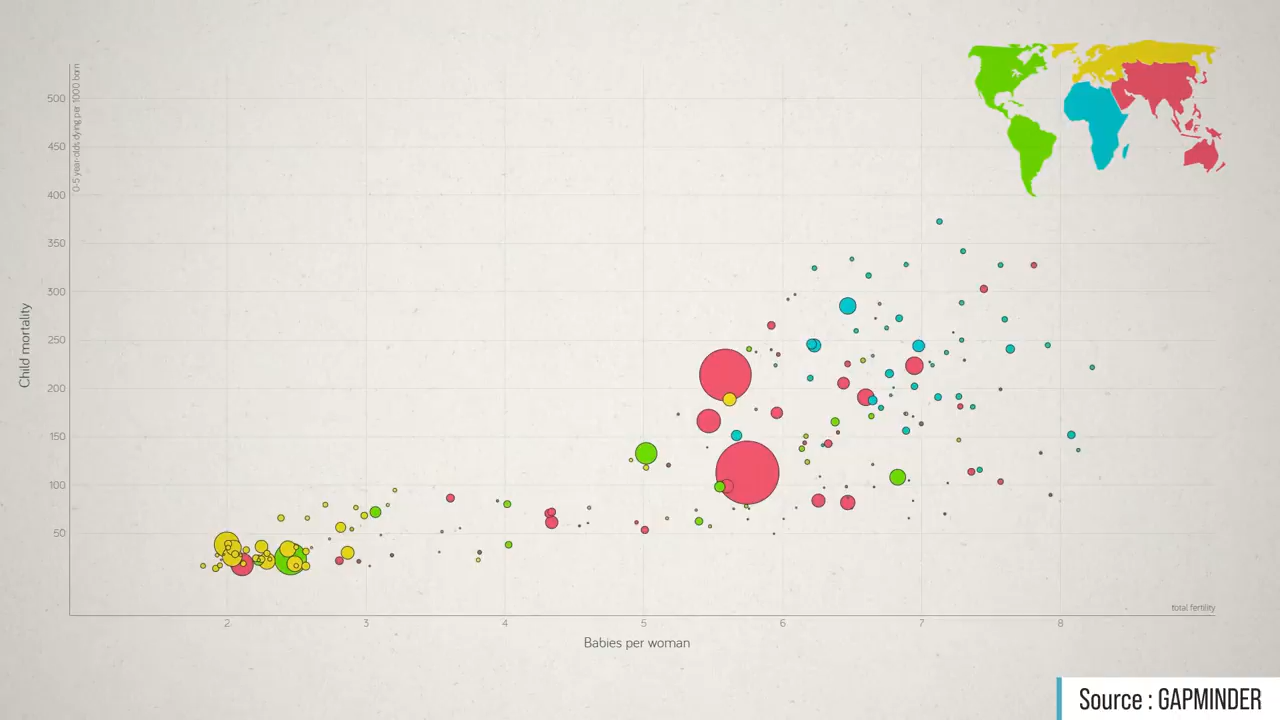 0-5 year-olds dying per 1000 born
500
450
400
350
300
250
200
150
100
50
Child mortality
total fertility
2 3 4 5 6 7 8
Babies per woman
Source : GAPMINDER